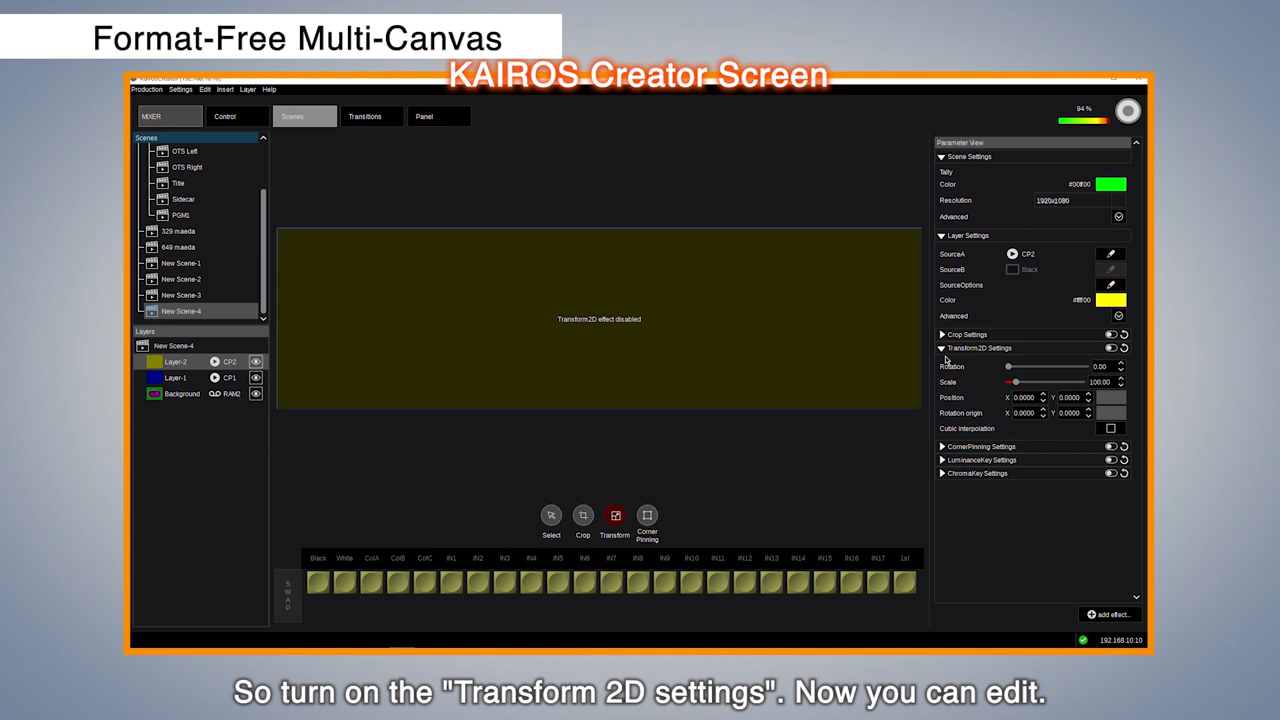 Format-Free Multi-Canvas
KAIROS Creator Screen
Production Settings Edit Insert Layer Help
MIXER Control Scenes Transitions Panel
94 %
Scenes
OTS Left
OTS Right
Title
Sidecar
PGM1
329 maeda
649 maeda
New Scene-1
New Scene-2
New Scene-3
New Scene-4
Layers
New Scene-4
Layer-2 CP2
Layer-1 CP1
Background RAM2
Transform2D effect disabled
Select Crop Transform Corner Pinning
SWAP
Black White ColA ColB ColC IN1 IN2 IN3 IN4 IN5 IN6 IN7 IN8 IN9 IN10 IN11 IN12 IN13 IN14 IN15 IN16 IN17 1st
Parameter View
Scene Settings
Tally
Color #00ff00
Resolution 1920x1080
Advanced
Layer Settings
SourceA CP2
SourceB Black
SourceOptions
Color #ffff00
Advanced
Crop Settings
Transform2D Settings
Rotation 0.00
Scale 100.00
Position X 0.0000 Y 0.0000
Rotation origin X 0.0000 Y 0.0000
Cubic interpolation
CornerPinning Settings
LuminanceKey Settings
ChromaKey Settings
add effect...
192.168.10.10
So turn on the "Transform 2D settings". Now you can edit.